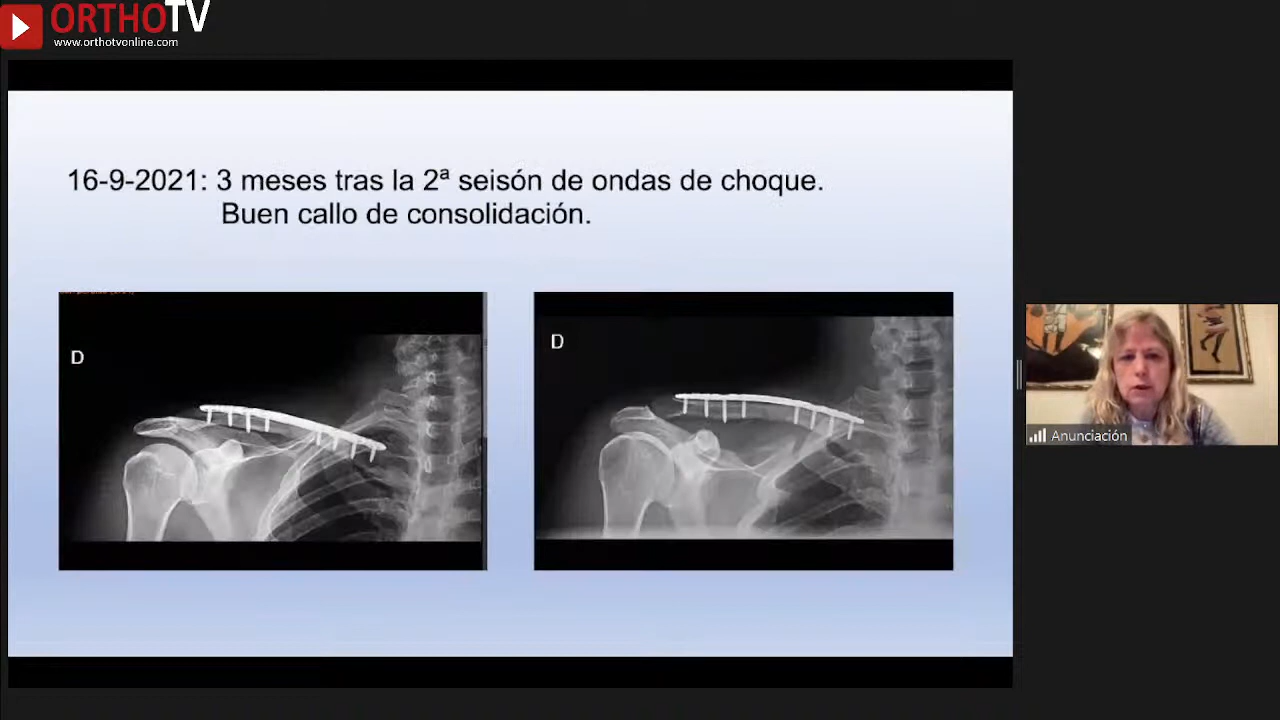 ORTHOTV
www.orthotvonline.com
16-9-2021: 3 meses tras la 2ª seisón de ondas de choque.
Buen callo de consolidación.
D
D
Anunciación